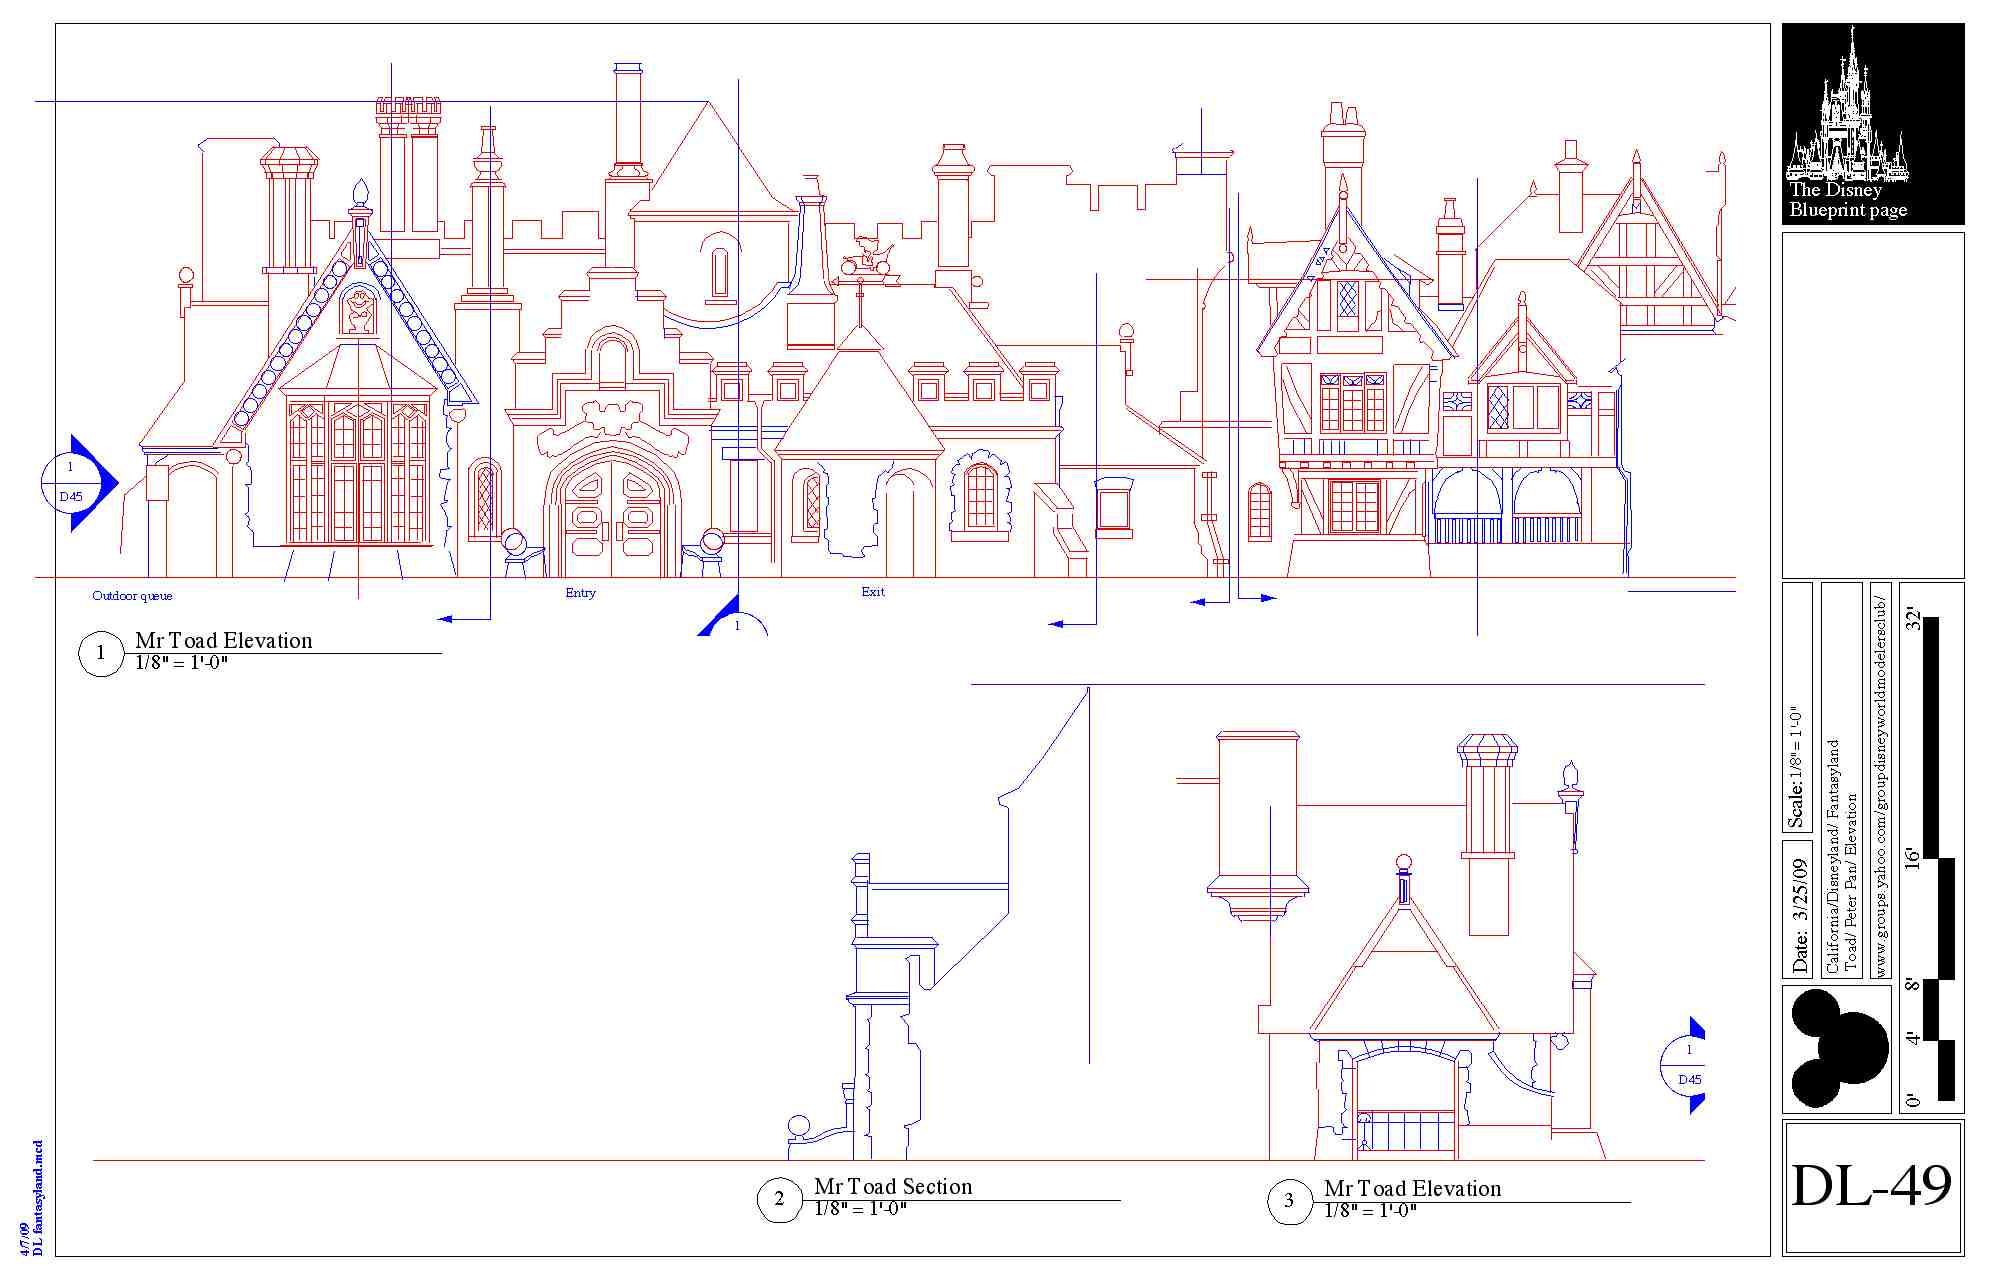 The Disney
Blueprint page
1
D45
Outdoor queue
Entry
Exit
1
1
Mr Toad Elevation
1/8" = 1'-0"
2
Mr Toad Section
1/8" = 1'-0"
3
Mr Toad Elevation
1/8" = 1'-0"
1
D45
4/7/09
DL fantasyland.mcd
Scale: 1/8"= 1'-0"
Date: 3/25/09
California/Disneyland/ Fantasyland
Toad/ Peter Pan/ Elevation
www.groups.yahoo.com/groupdisneyworldmodelersclub/
32'
16'
8'
4'
0'
DL-49